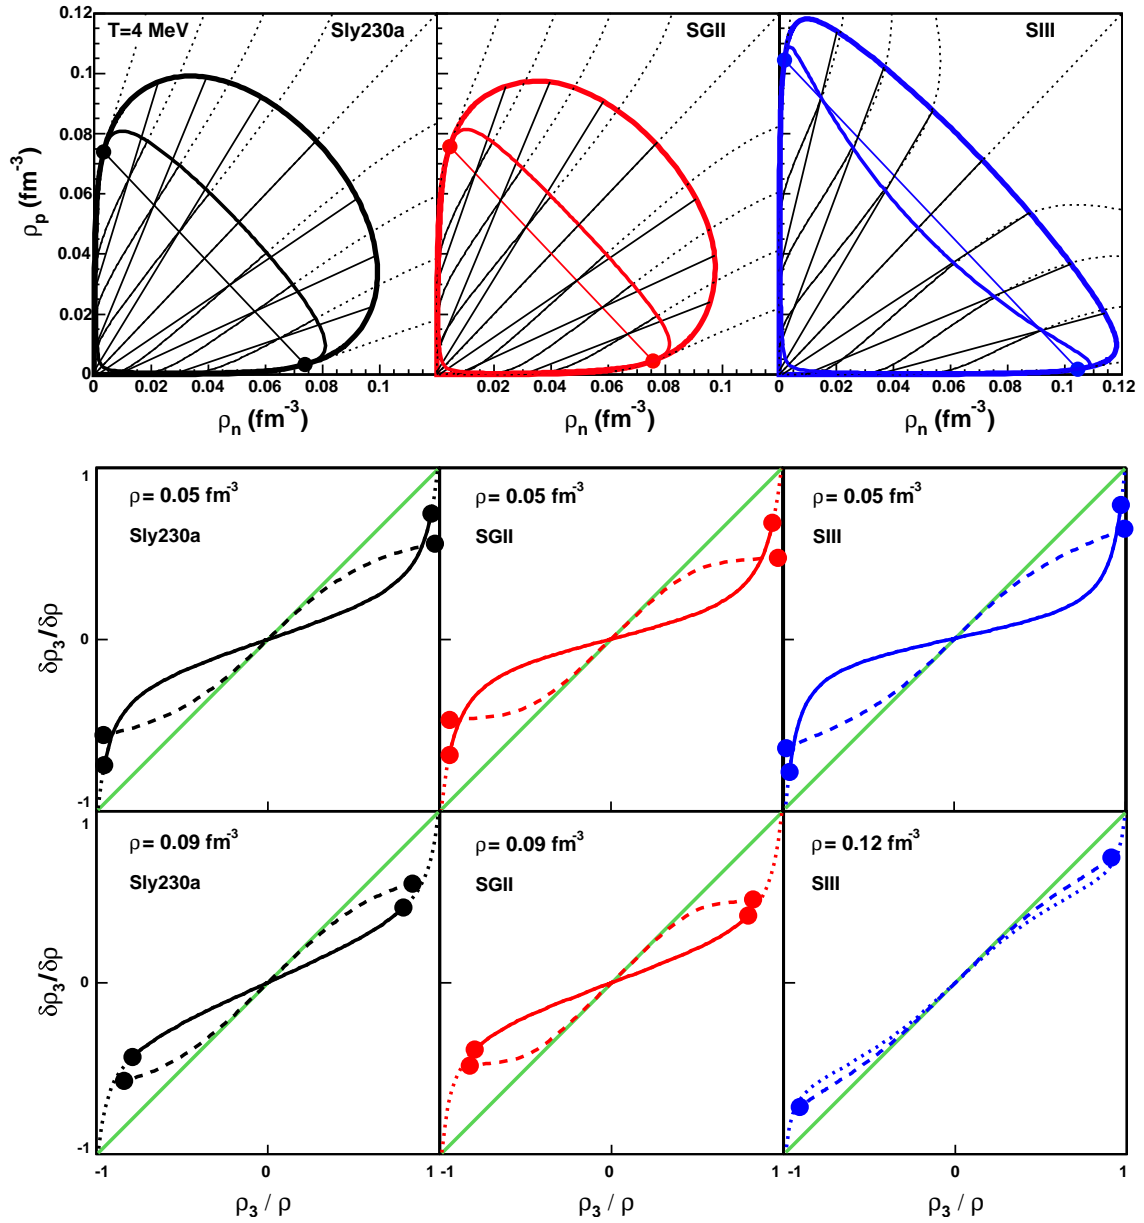 T=4 MeV Sly230a SGII SIII
0.12
0.1
0.08
0.06
0.04
0.02
0
ρp (fm-3)
0 0.02 0.04 0.06 0.08 0.1 0.02 0.04 0.06 0.08 0.1 0.02 0.04 0.06 0.08 0.1 0.12
ρn (fm-3) ρn (fm-3) ρn (fm-3)
1
ρ= 0.05 fm-3 ρ= 0.05 fm-3 ρ= 0.05 fm-3
Sly230a SGII SIII
0
δρ3/δρ
-1
1
ρ= 0.09 fm-3 ρ= 0.09 fm-3 ρ= 0.12 fm-3
Sly230a SGII SIII
0
δρ3/δρ
-1
-1 0 1 -1 0 1 -1 0 1
ρ3 / ρ ρ3 / ρ ρ3 / ρ